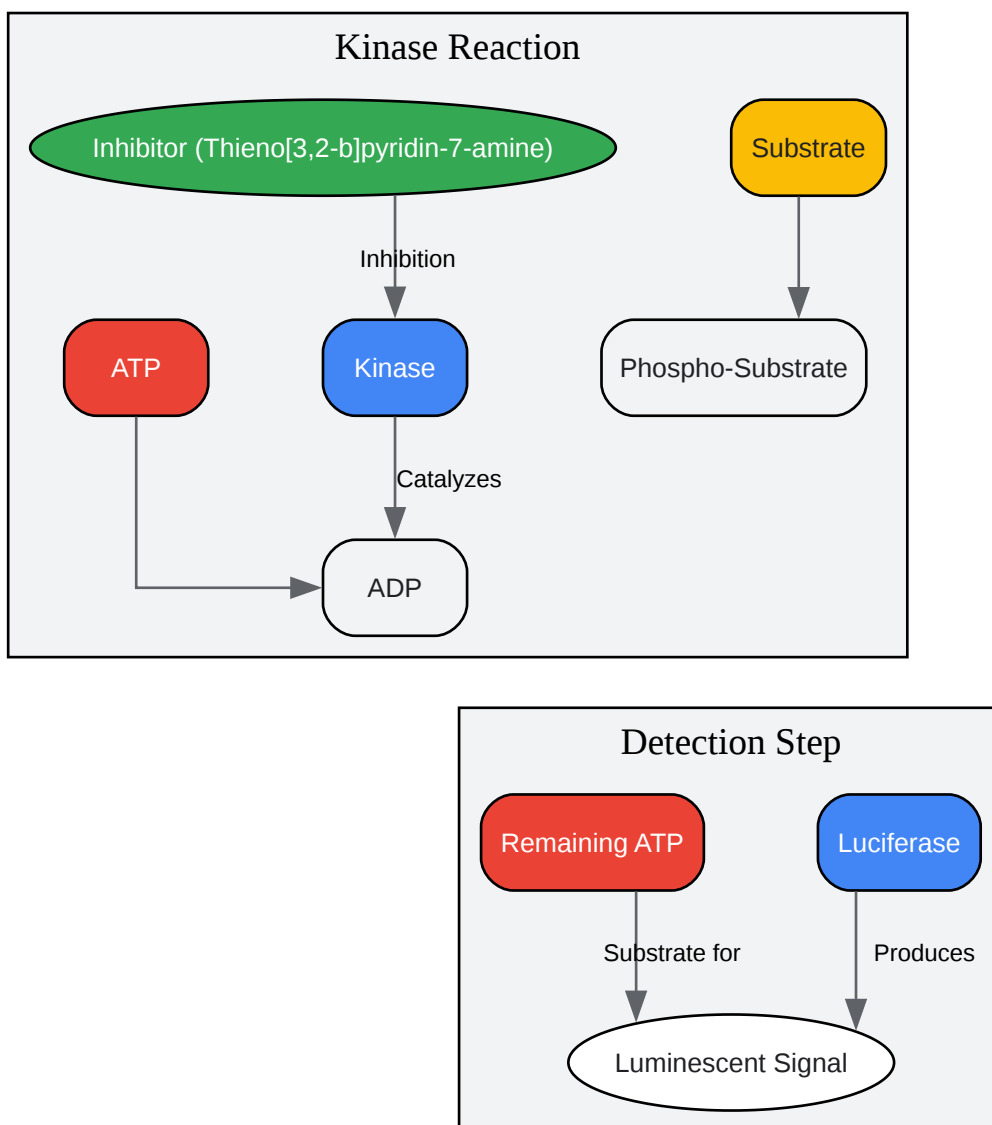 Kinase Reaction
Inhibitor (Thieno[3,2-b]pyridin-7-amine)
Substrate
Inhibition
ATP
Kinase
Phospho-Substrate
Catalyzes
ADP
Detection Step
Remaining ATP
Luciferase
Substrate for
Produces
Luminescent Signal